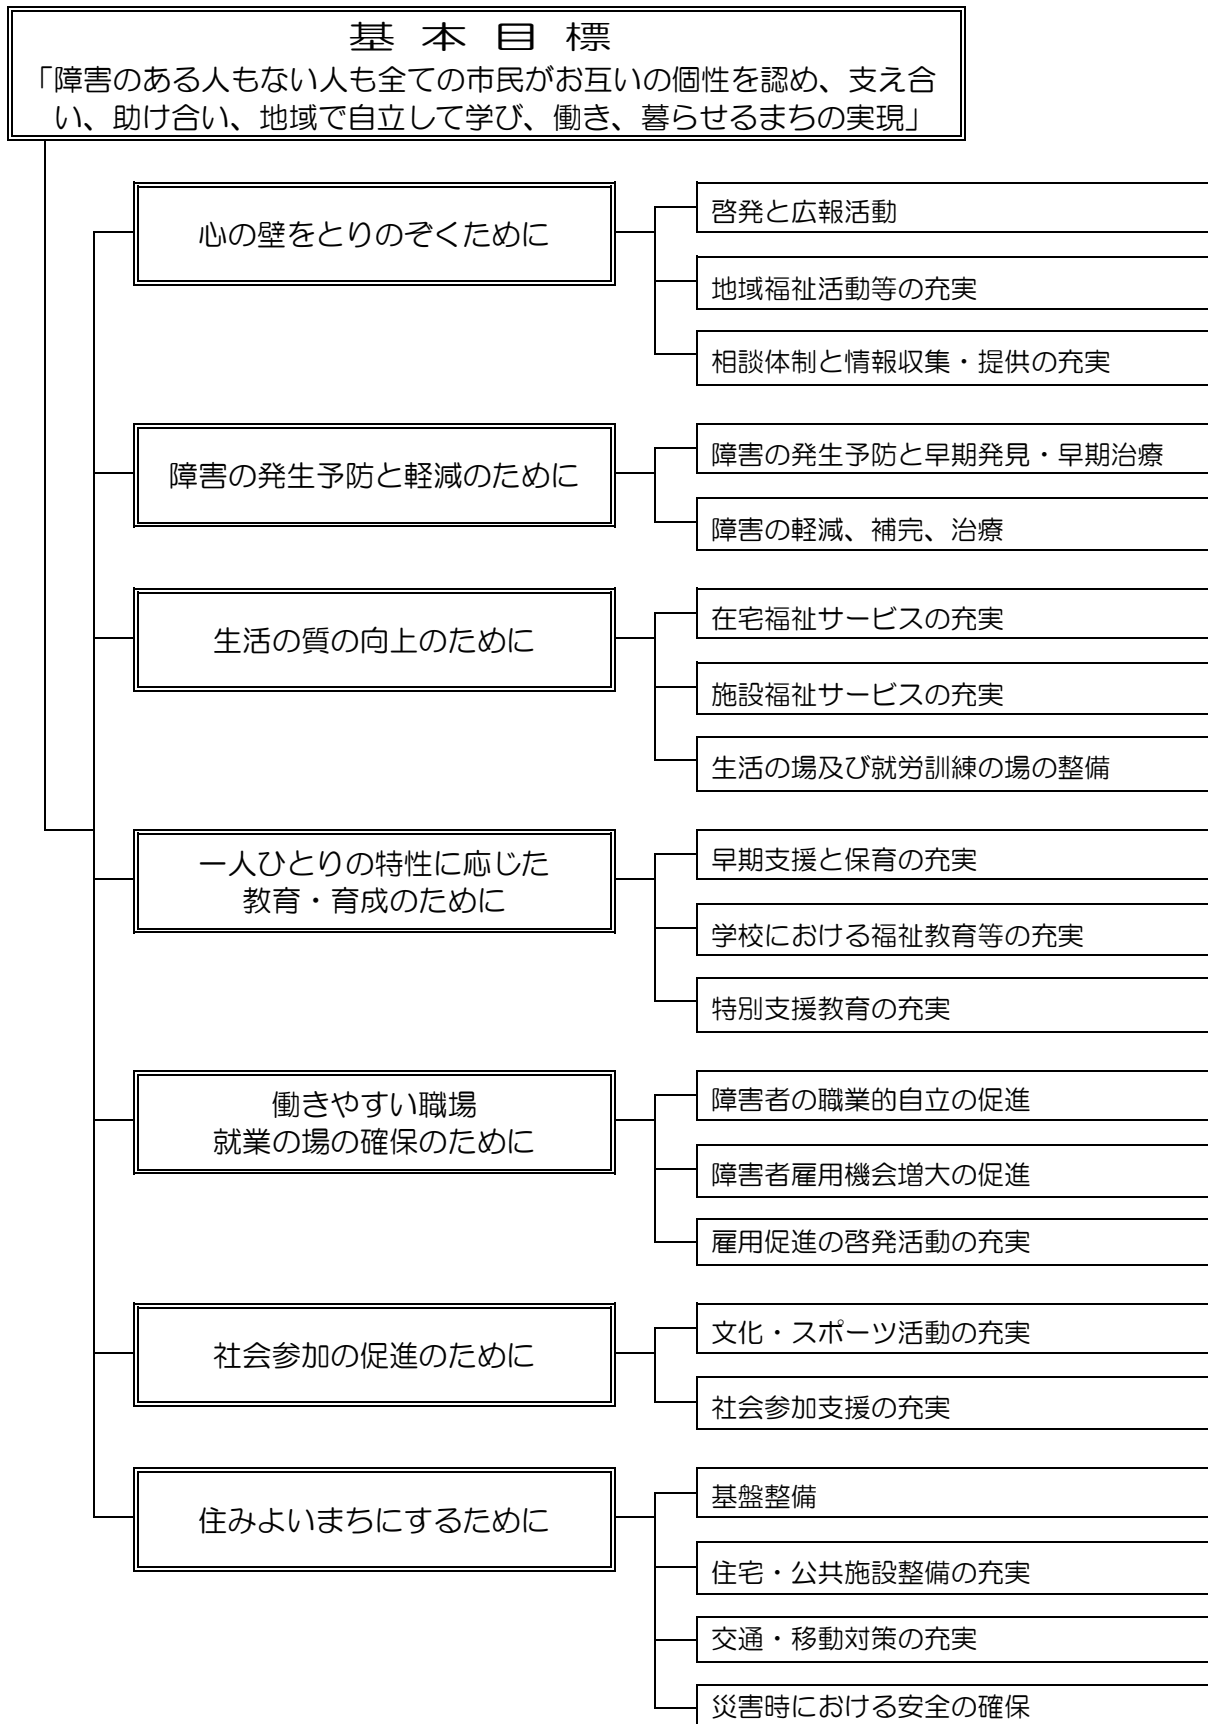 基本目標
「障害のある人もない人も全ての市民がお互いの個性を認め、支え合
い、助け合い、地域で自立して学び、働き、暮らせるまちの実現」
心の壁をとりのぞくために
啓発と広報活動
地域福祉活動等の充実
相談体制と情報収集・提供の充実
障害の発生予防と軽減のために
障害の発生予防と早期発見・早期治療
障害の軽減、補完、治療
生活の質の向上のために
在宅福祉サービスの充実
施設福祉サービスの充実
生活の場及び就労訓練の場の整備
一人ひとりの特性に応じた
教育・育成のために
早期支援と保育の充実
学校における福祉教育等の充実
特別支援教育の充実
働きやすい職場
就業の場の確保のために
障害者の職業的自立の促進
障害者雇用機会増大の促進
雇用促進の啓発活動の充実
社会参加の促進のために
文化・スポーツ活動の充実
社会参加支援の充実
住みよいまちにするために
基盤整備
住宅・公共施設整備の充実
交通・移動対策の充実
災害時における安全の確保